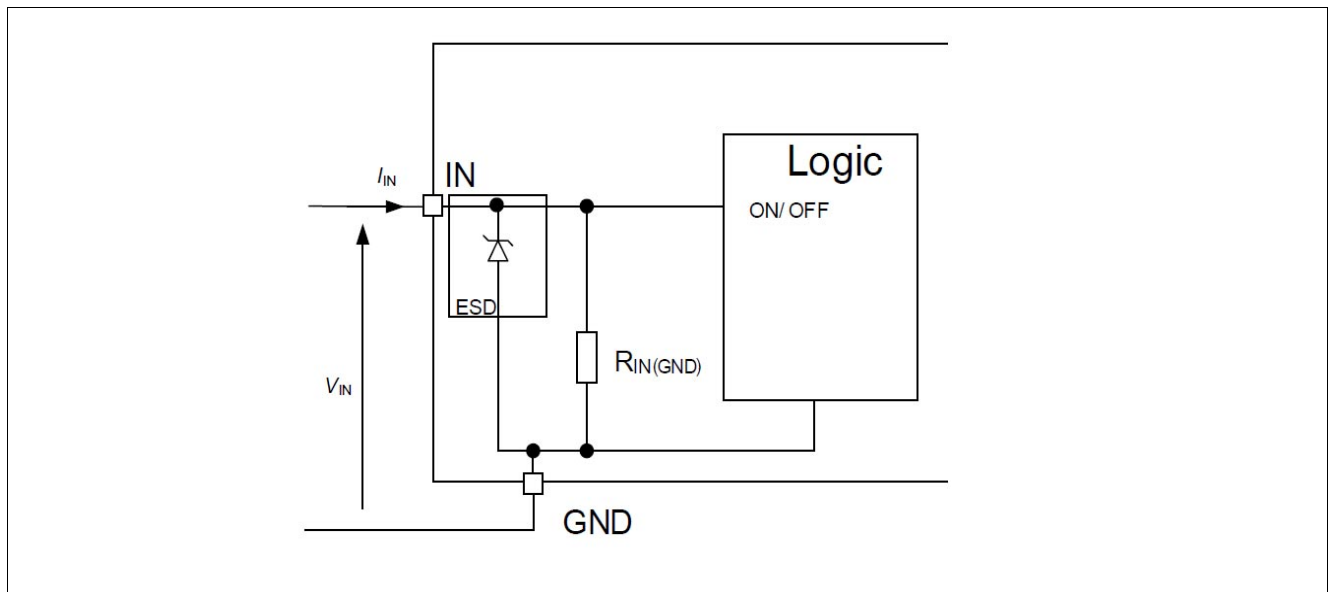 IN
IIN
Logic
ON/ OFF
ESD
RIN(GND)
VIN
GND